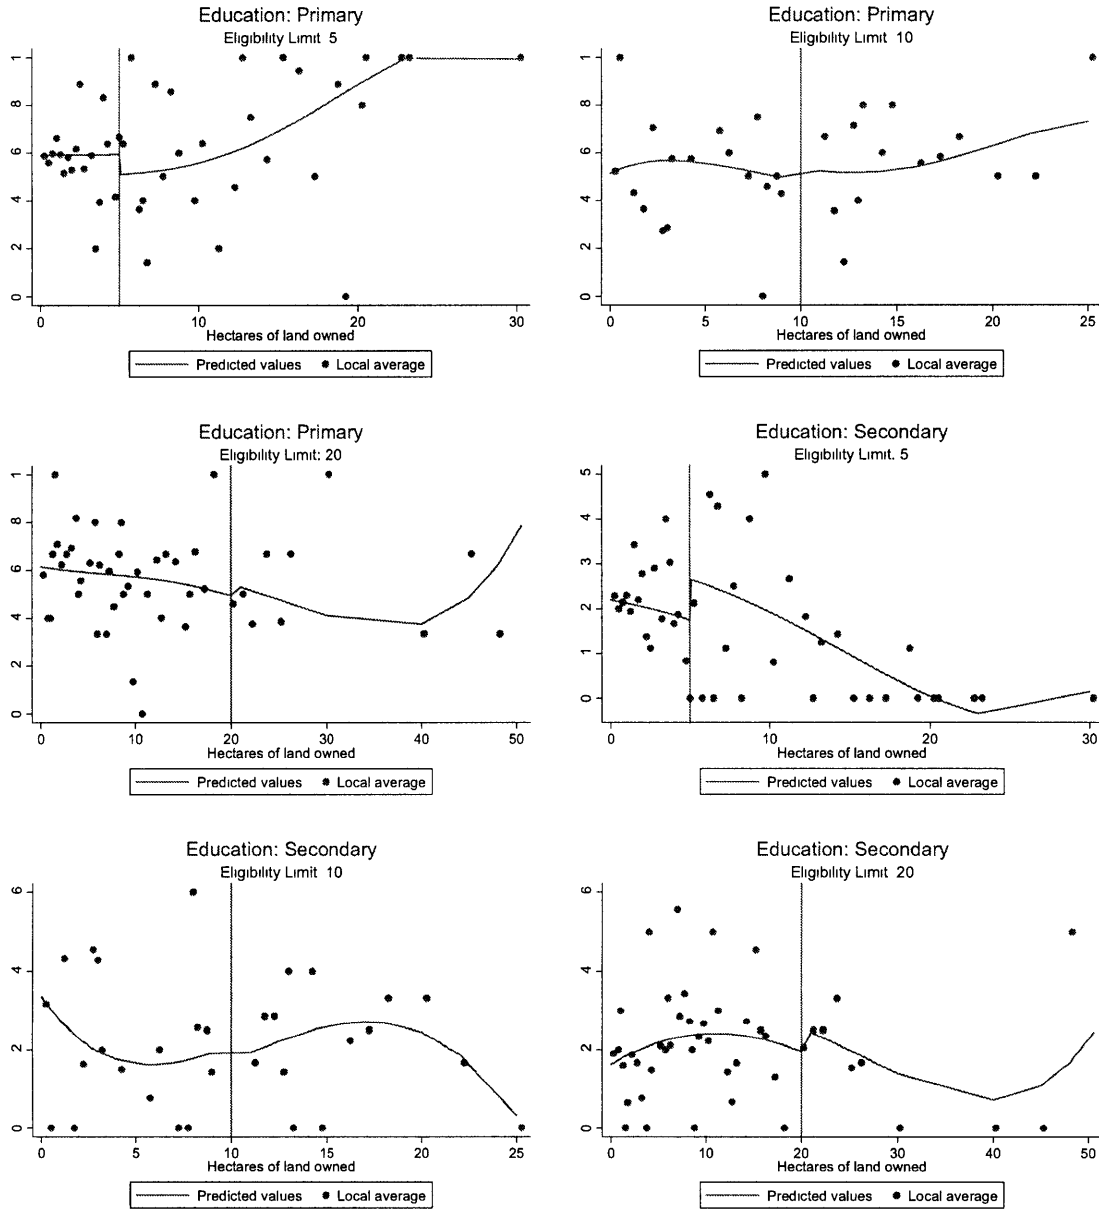 Education: Primary
Eligibility Limit 5
1
8
6
4
2
0
0 10 20 30
Hectares of land owned
Predicted values Local average
Education: Primary
Eligibility Limit 10
1
8
6
4
2
0
0 5 10 15 20 25
Hectares of land owned
Predicted values Local average
Education: Primary
Eligibility Limit: 20
1
8
6
4
2
0
0 10 20 30 40 50
Hectares of land owned
Predicted values Local average
Education: Secondary
Eligibility Limit. 5
5
4
3
2
1
0
0 10 20 30
Hectares of land owned
Predicted values Local average
Education: Secondary
Eligibility Limit 10
6
4
2
0
0 5 10 15 20 25
Hectares of land owned
Predicted values Local average
Education: Secondary
Eligibility Limit 20
6
4
2
0
0 10 20 30 40 50
Hectares of land owned
Predicted values Local average